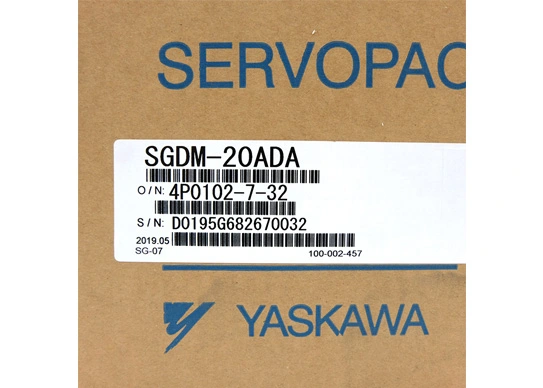 SERVOPAC
SGDM-20ADA
O/N: 4P0102-7-32
S/N: D0195G682670032
2019.05
SG-07 100-002-457
YASKAWA